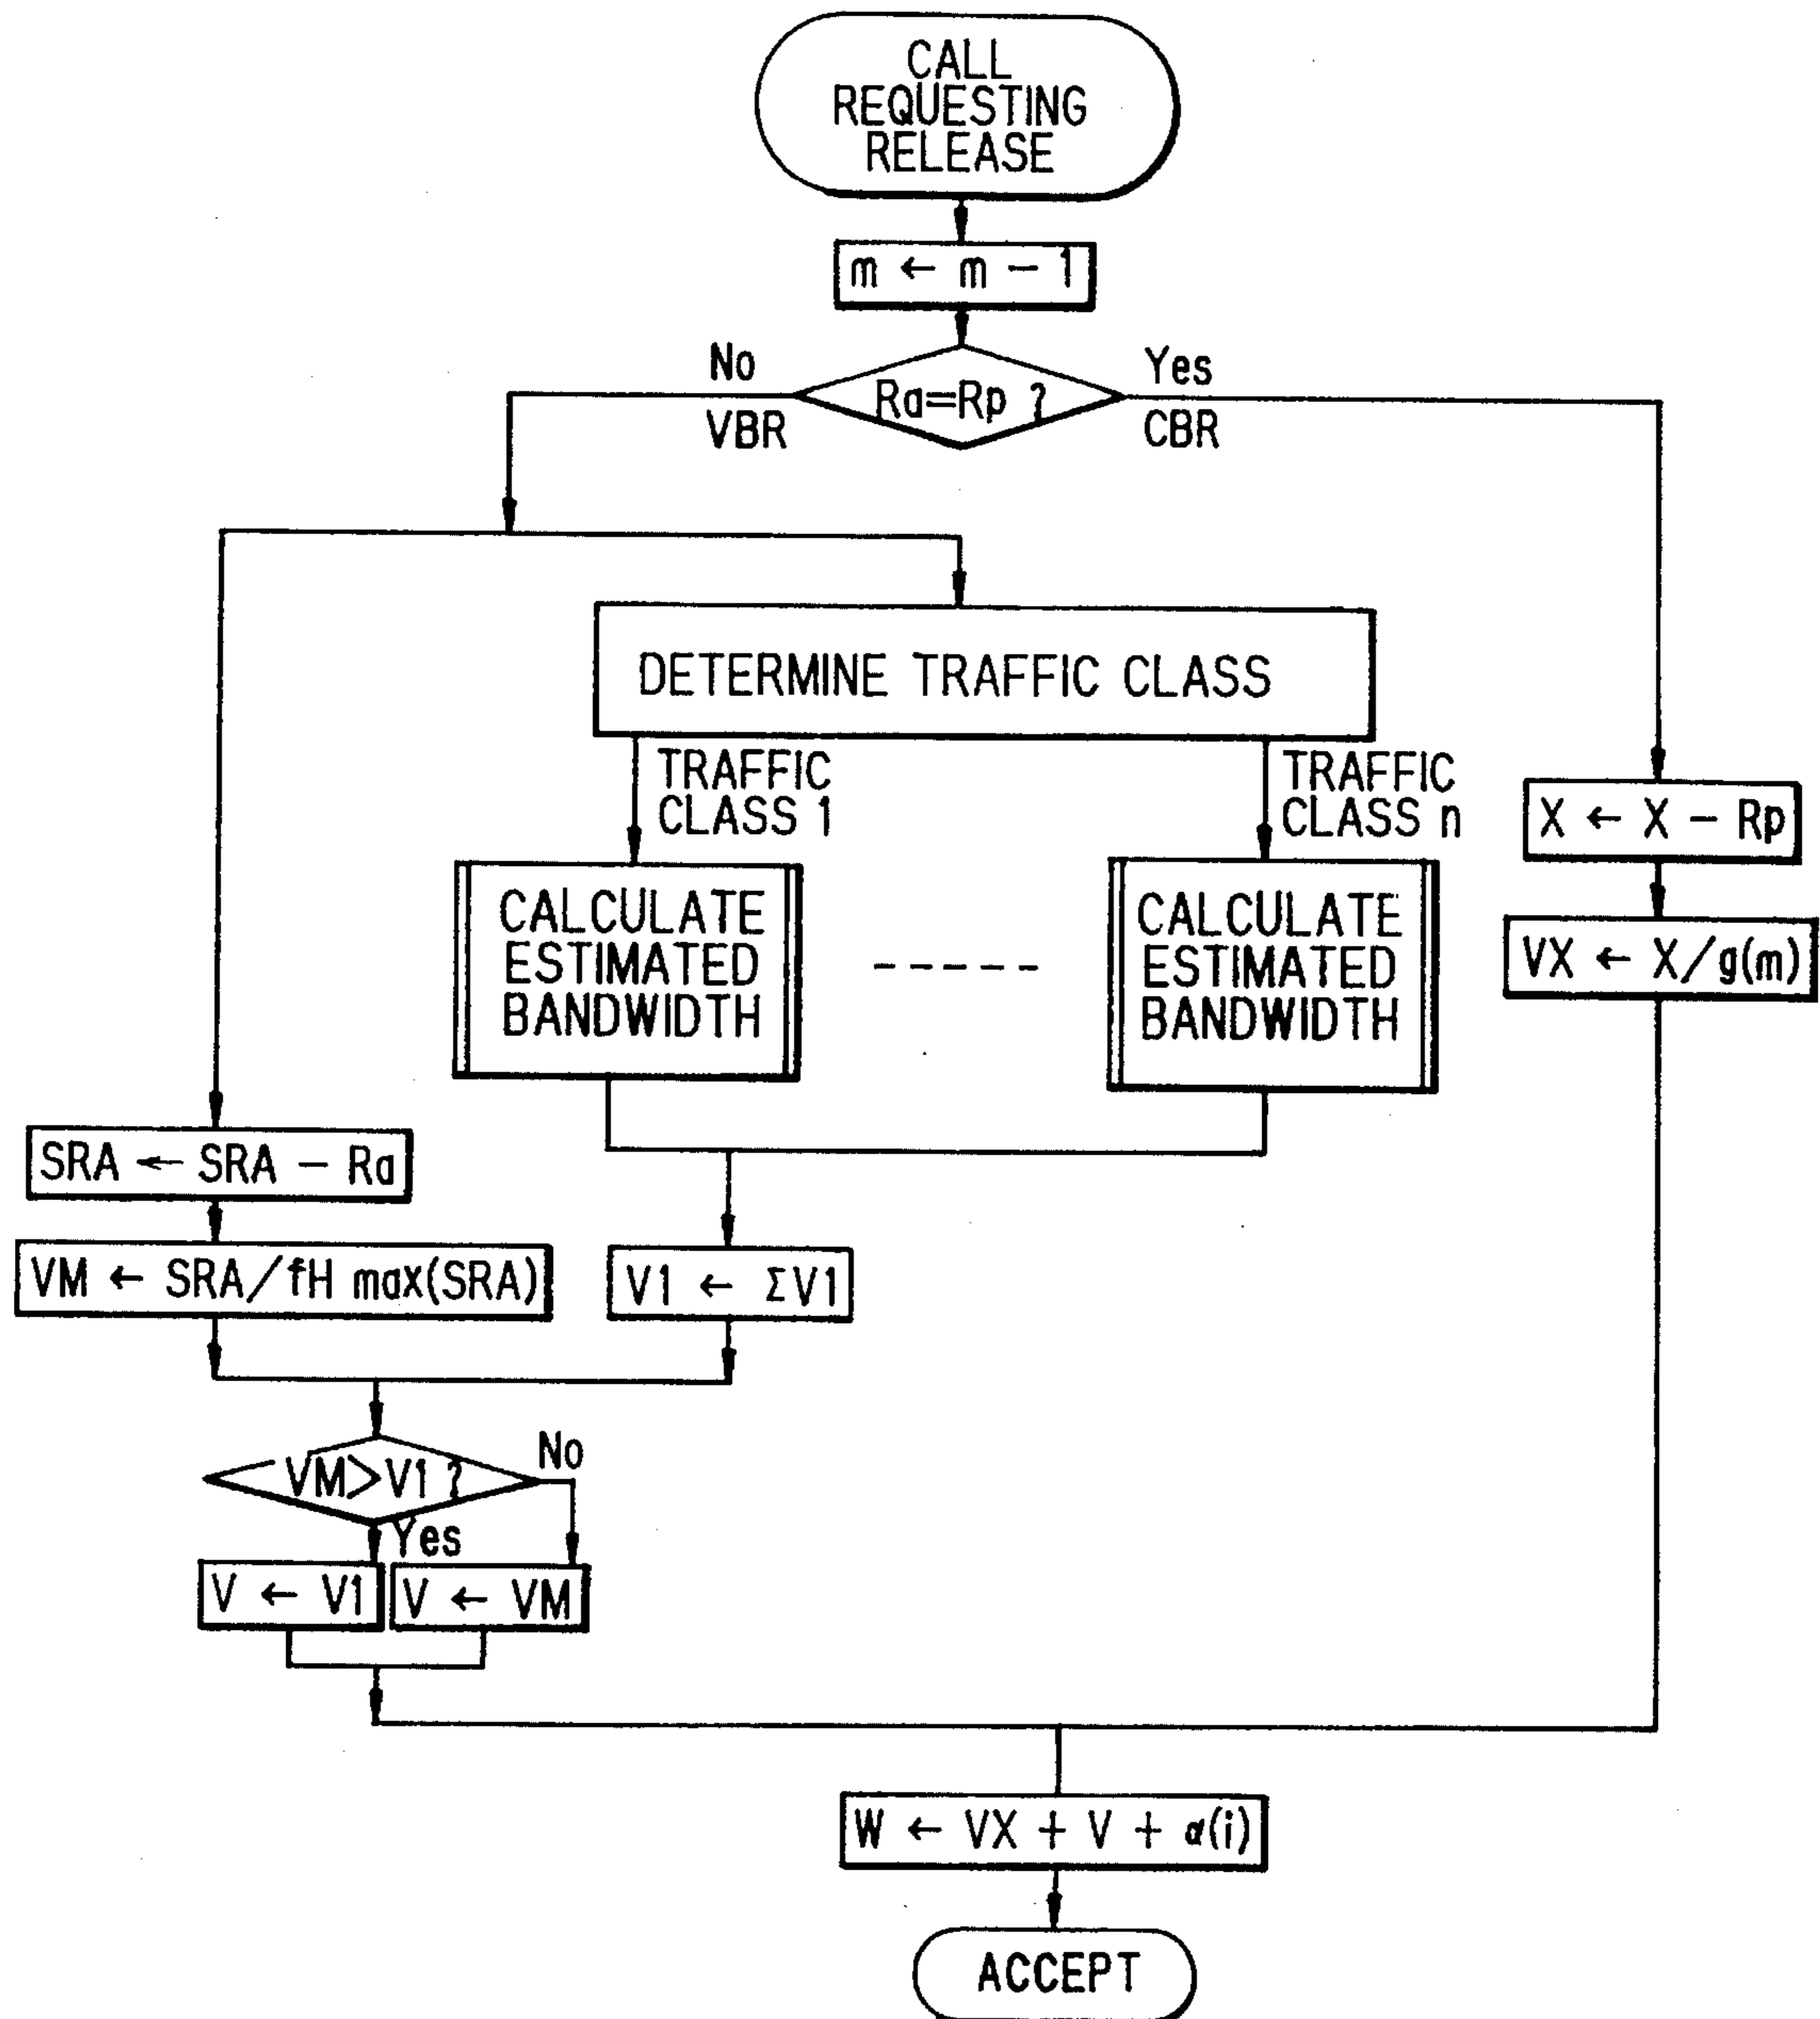 CALL
REQUESTING
RELEASE
m ← m − 1
No
Yes
Ra=Rp ?
VBR
CBR
DETERMINE TRAFFIC CLASS
TRAFFIC
CLASS 1
TRAFFIC
CLASS n
X ← X − Rp
CALCULATE
ESTIMATED
BANDWIDTH
-----
CALCULATE
ESTIMATED
BANDWIDTH
VX ← X/g(m)
SRA ← SRA − Ra
VM ← SRA/fH max(SRA)
V1 ← ΣV1
VM>V1 ?
No
Yes
V ← V1
V ← VM
W ← VX + V + α(i)
ACCEPT